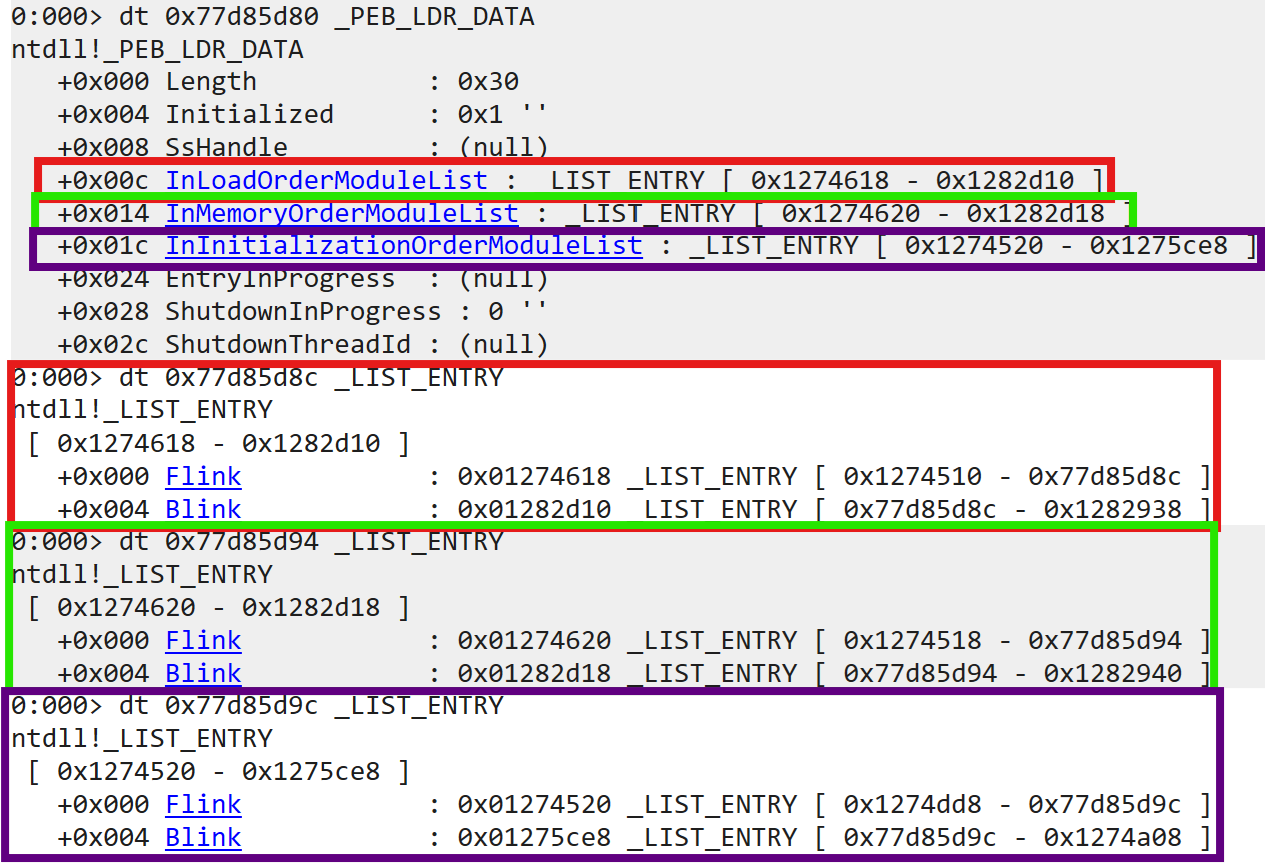 0:000> dt 0x77d85d80 _PEB_LDR_DATA
ntdll!_PEB_LDR_DATA
+0x000 Length : 0x30
+0x004 Initialized : 0x1 ''
+0x008 SsHandle : (null)
+0x00c InLoadOrderModuleList : _LIST_ENTRY [ 0x1274618 - 0x1282d10 ]
+0x014 InMemoryOrderModuleList : _LIST_ENTRY [ 0x1274620 - 0x1282d18 ]
+0x01c InInitializationOrderModuleList : _LIST_ENTRY [ 0x1274520 - 0x1275ce8 ]
+0x024 EntryInProgress : (null)
+0x028 ShutdownInProgress : 0 ''
+0x02c ShutdownThreadId : (null)
0:000> dt 0x77d85d8c _LIST_ENTRY
ntdll!_LIST_ENTRY
[ 0x1274618 - 0x1282d10 ]
+0x000 Flink : 0x01274618 _LIST_ENTRY [ 0x1274510 - 0x77d85d8c ]
+0x004 Blink : 0x01282d10 _LIST_ENTRY [ 0x77d85d8c - 0x1282938 ]
0:000> dt 0x77d85d94 _LIST_ENTRY
ntdll!_LIST_ENTRY
[ 0x1274620 - 0x1282d18 ]
+0x000 Flink : 0x01274620 _LIST_ENTRY [ 0x1274518 - 0x77d85d94 ]
+0x004 Blink : 0x01282d18 _LIST_ENTRY [ 0x77d85d94 - 0x1282940 ]
0:000> dt 0x77d85d9c _LIST_ENTRY
ntdll!_LIST_ENTRY
[ 0x1274520 - 0x1275ce8 ]
+0x000 Flink : 0x01274520 _LIST_ENTRY [ 0x1274dd8 - 0x77d85d9c ]
+0x004 Blink : 0x01275ce8 _LIST_ENTRY [ 0x77d85d9c - 0x1274a08 ]